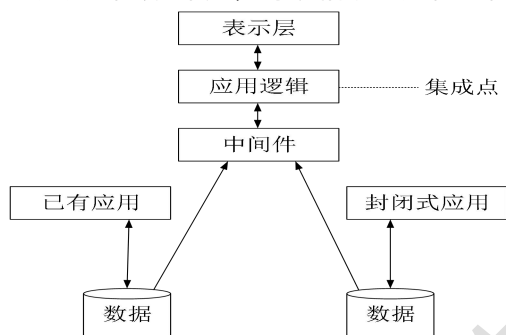 表示层
应用逻辑
集成点
中间件
已有应用
封闭式应用
数据
数据